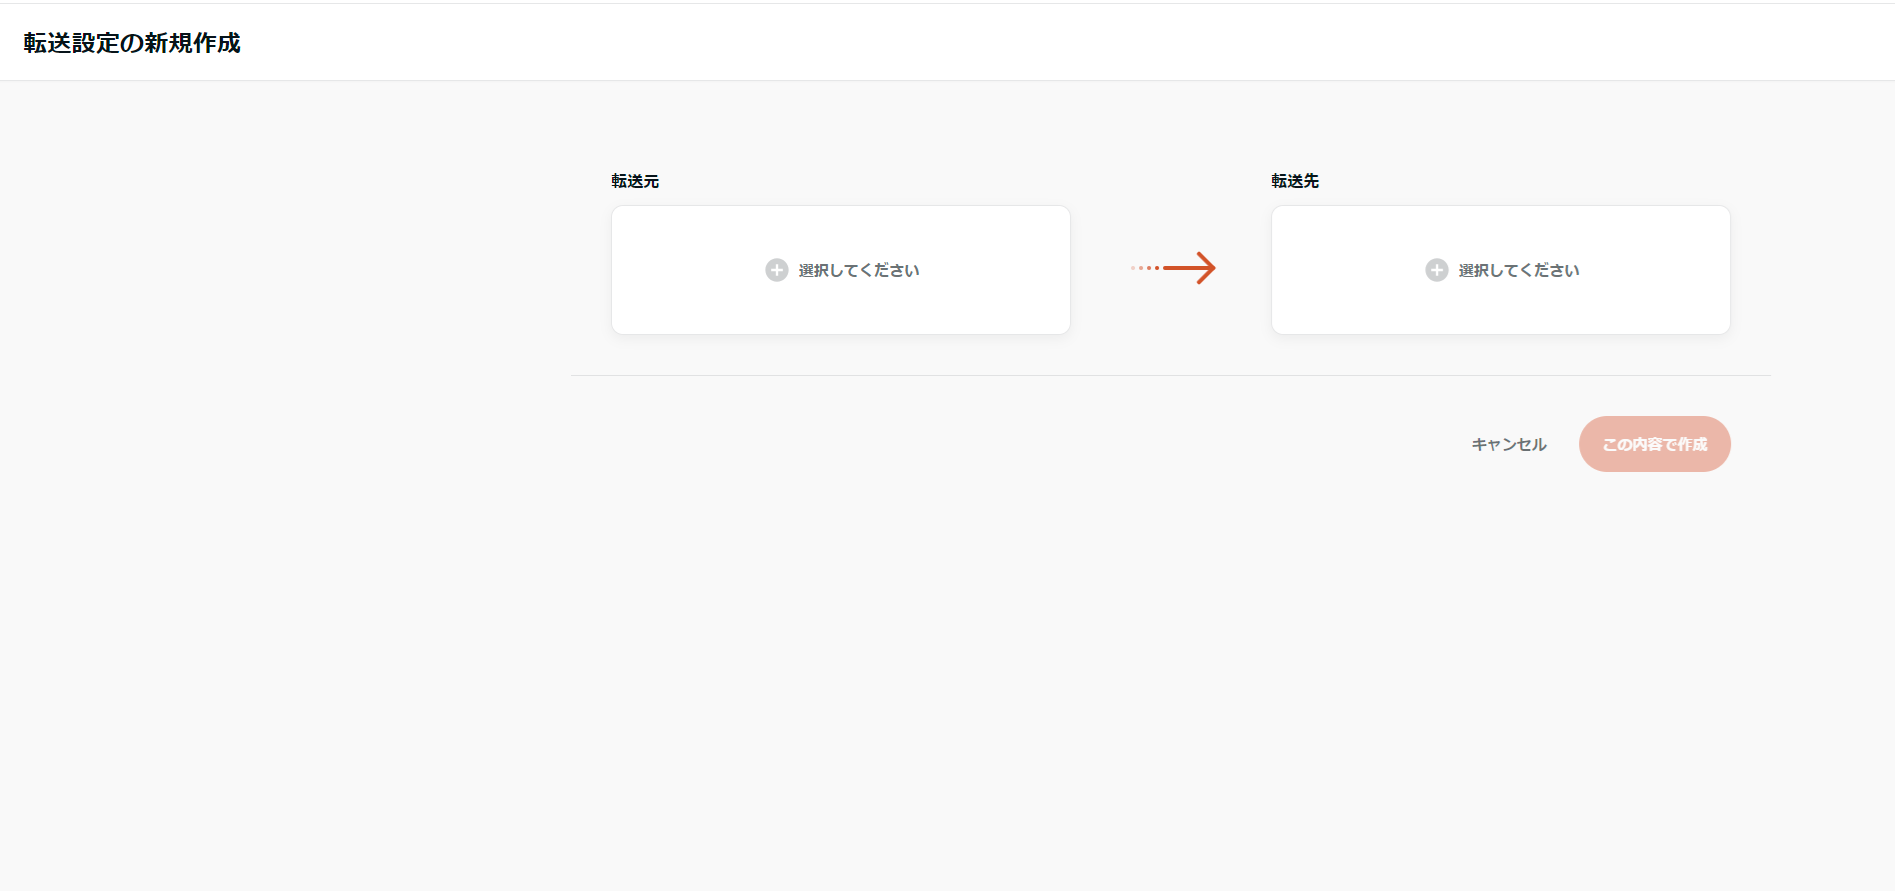 転送設定の新規作成
転送元
転送先
選択してください
選択してください
キャンセル
この内容で作成